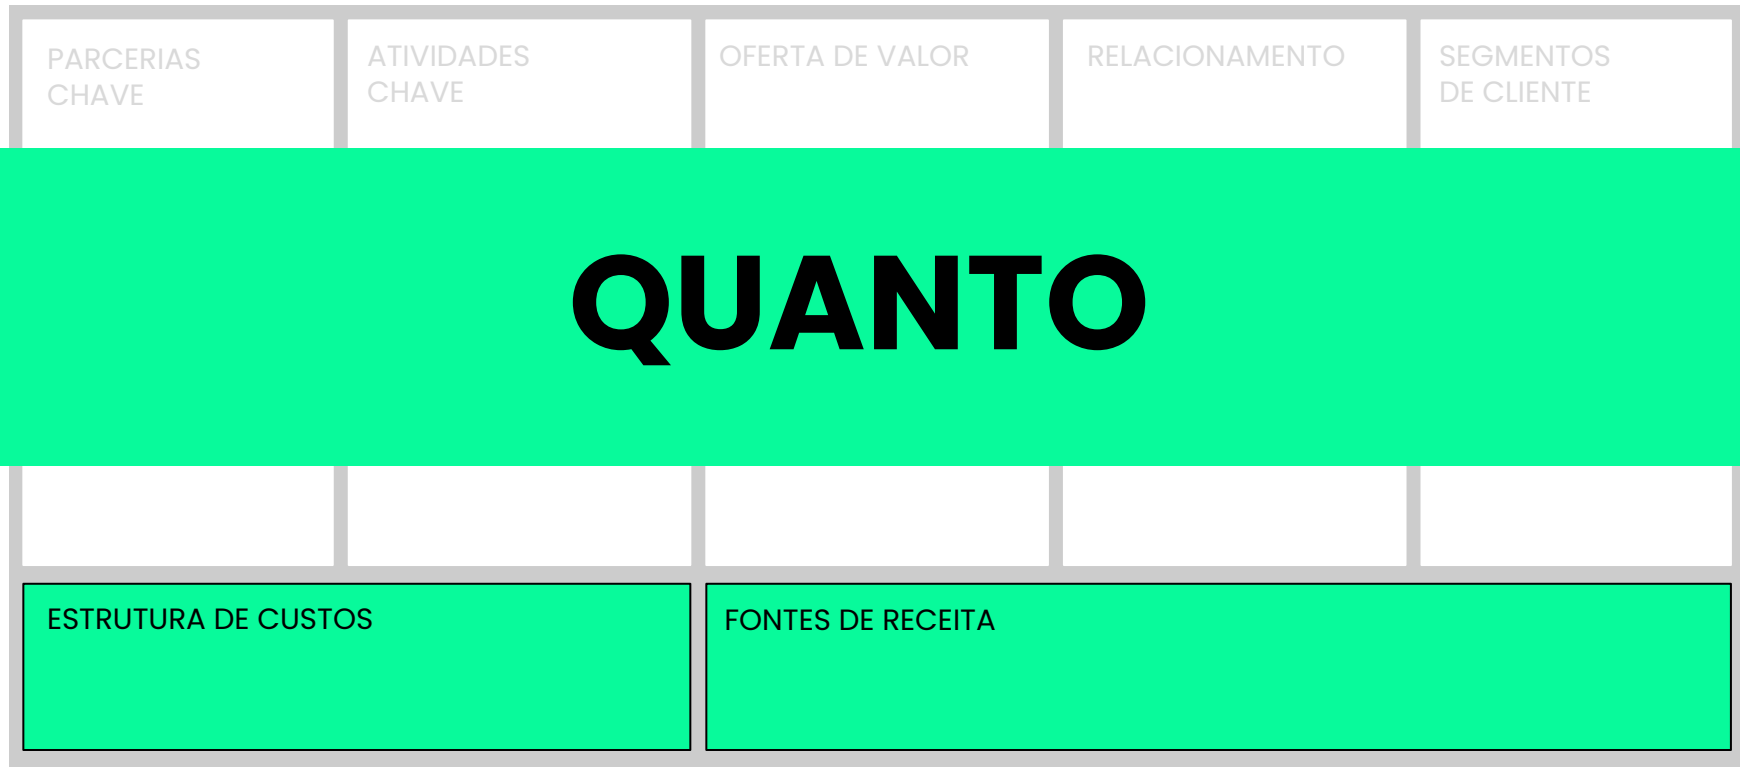 PARCERIAS
CHAVE
ATIVIDADES
CHAVE
OFERTA DE VALOR
RELACIONAMENTO
SEGMENTOS
DE CLIENTE
QUANTO
ESTRUTURA DE CUSTOS
FONTES DE RECEITA